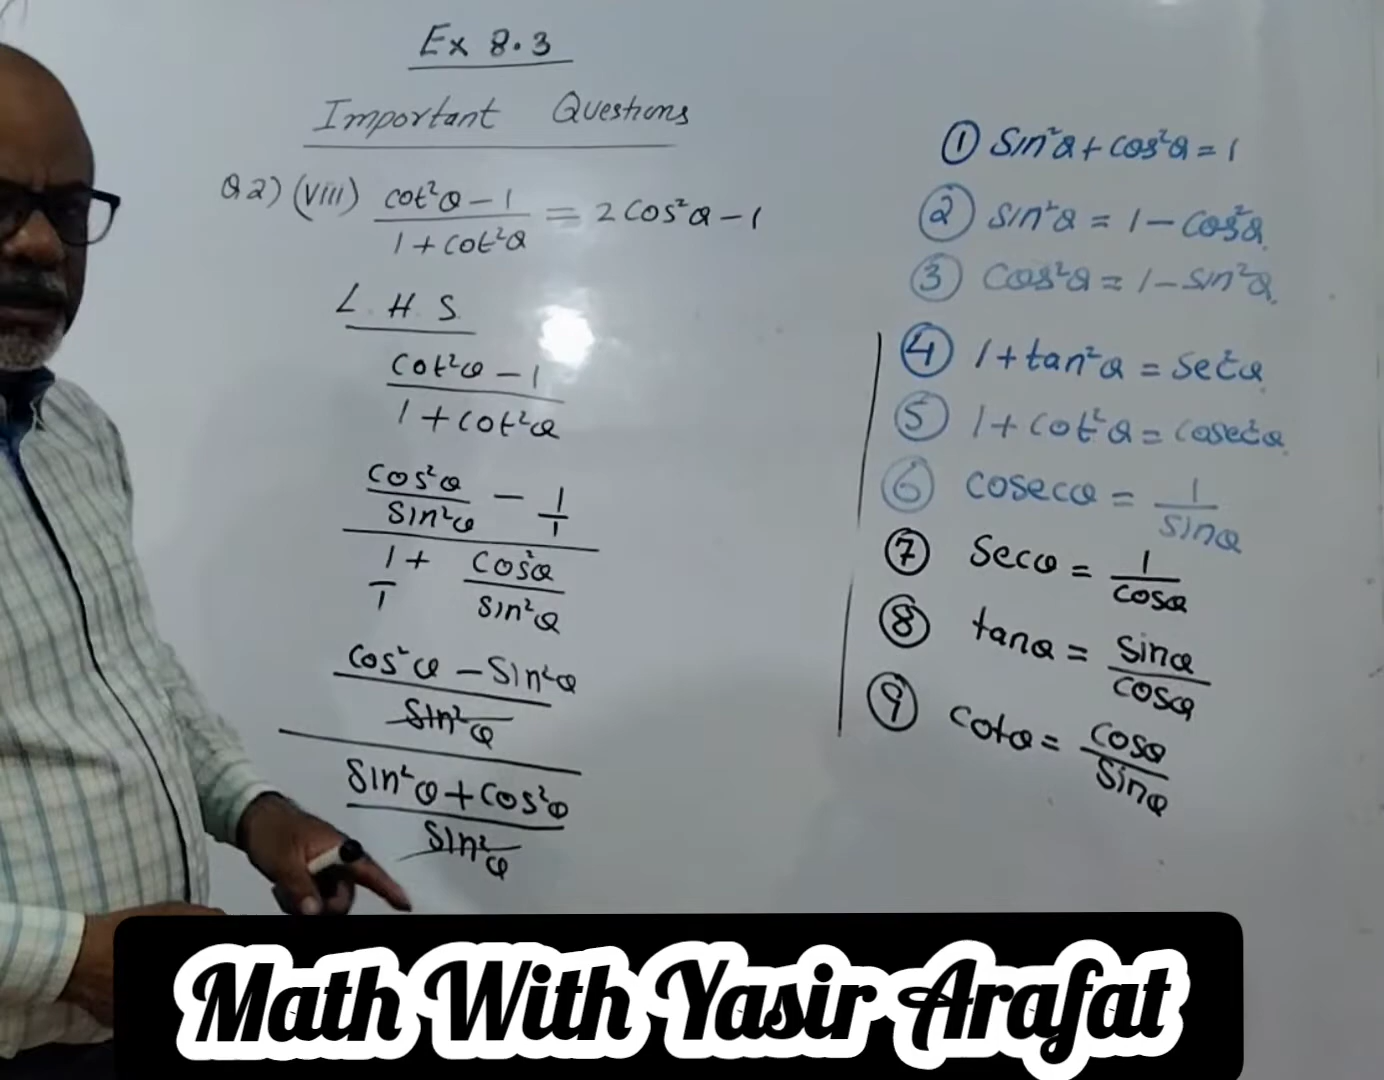 Ex 8.3
Important Questions
Q2) (viii) cot²θ - 1 / 1 + cot²θ = 2 cos²θ - 1
L.H.S
cot²θ - 1
1 + cot²θ
cos²θ / sin²θ - 1/1
1/1 + cos²θ / sin²θ
cos²θ - sin²θ
sin²θ
sin²θ + cos²θ
sin²θ
① sin²θ + cos²θ = 1
② sin²θ = 1 - cos²θ
③ cos²θ = 1 - sin²θ
④ 1 + tan²θ = sec²θ
⑤ 1 + cot²θ = cosec²θ
⑥ cosecθ = 1 / sinθ
⑦ secθ = 1 / cosθ
⑧ tanθ = sinθ / cosθ
⑨ cotθ = cosθ / sinθ
Math With Yasir Arafat